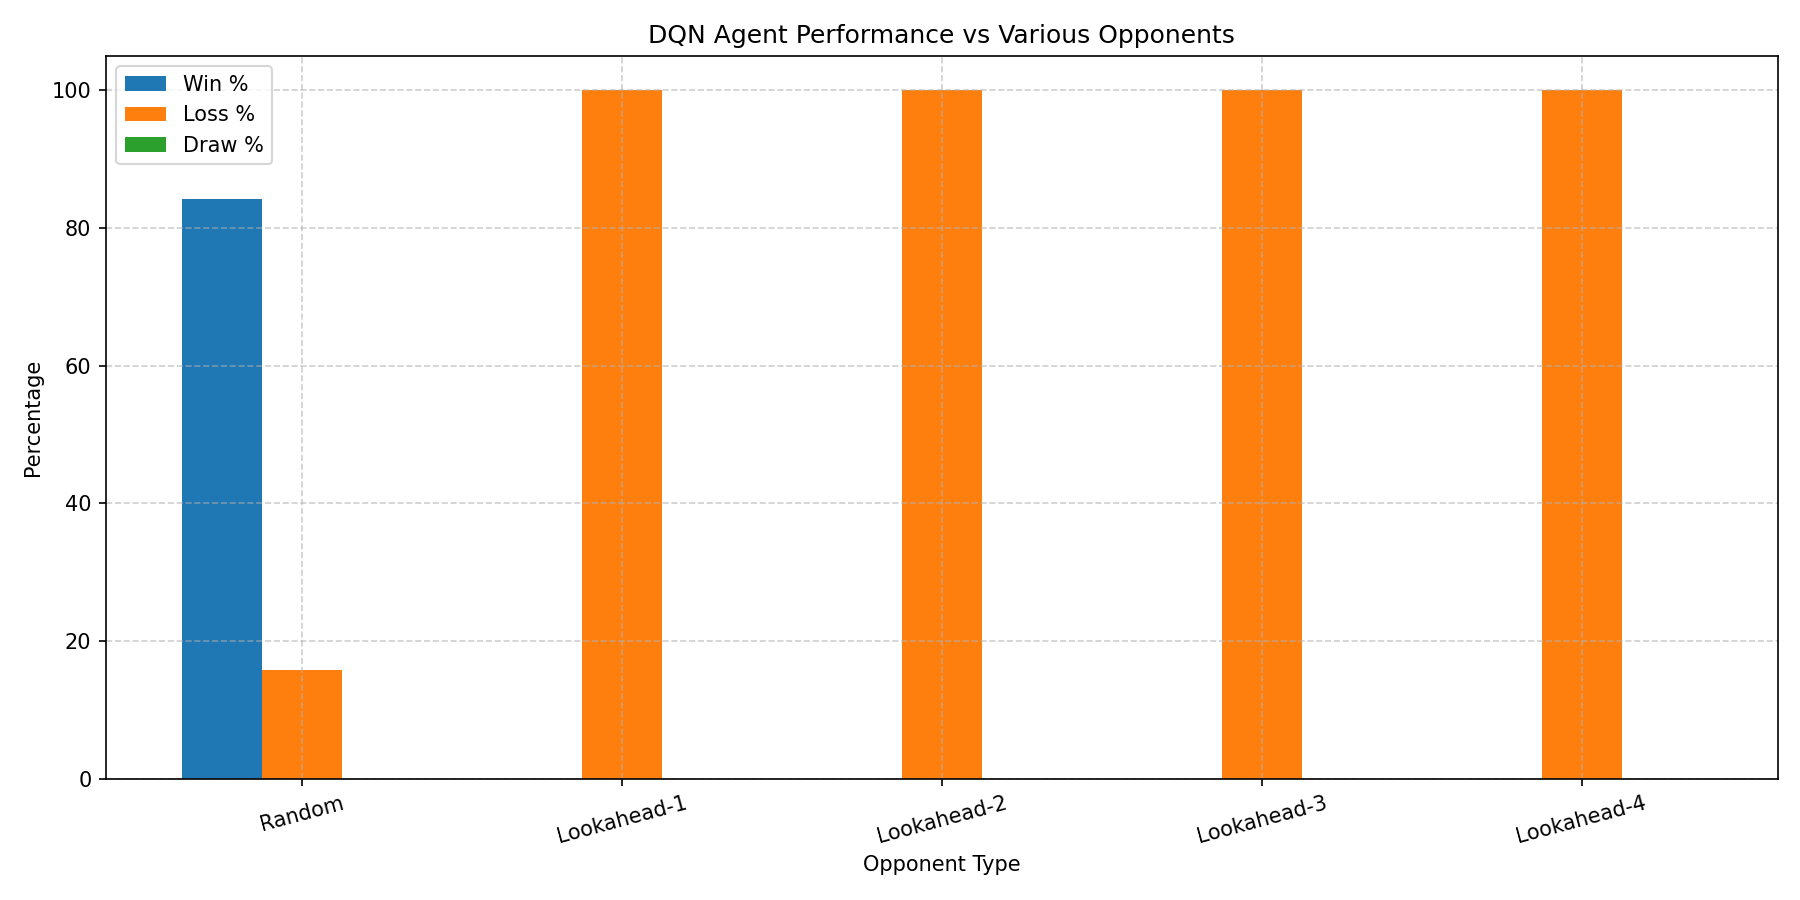 DQN Agent Performance vs Various Opponents
Win %
Loss %
Draw %
100
80
60
40
20
0
Percentage
Random
Lookahead-1
Lookahead-2
Lookahead-3
Lookahead-4
Opponent Type